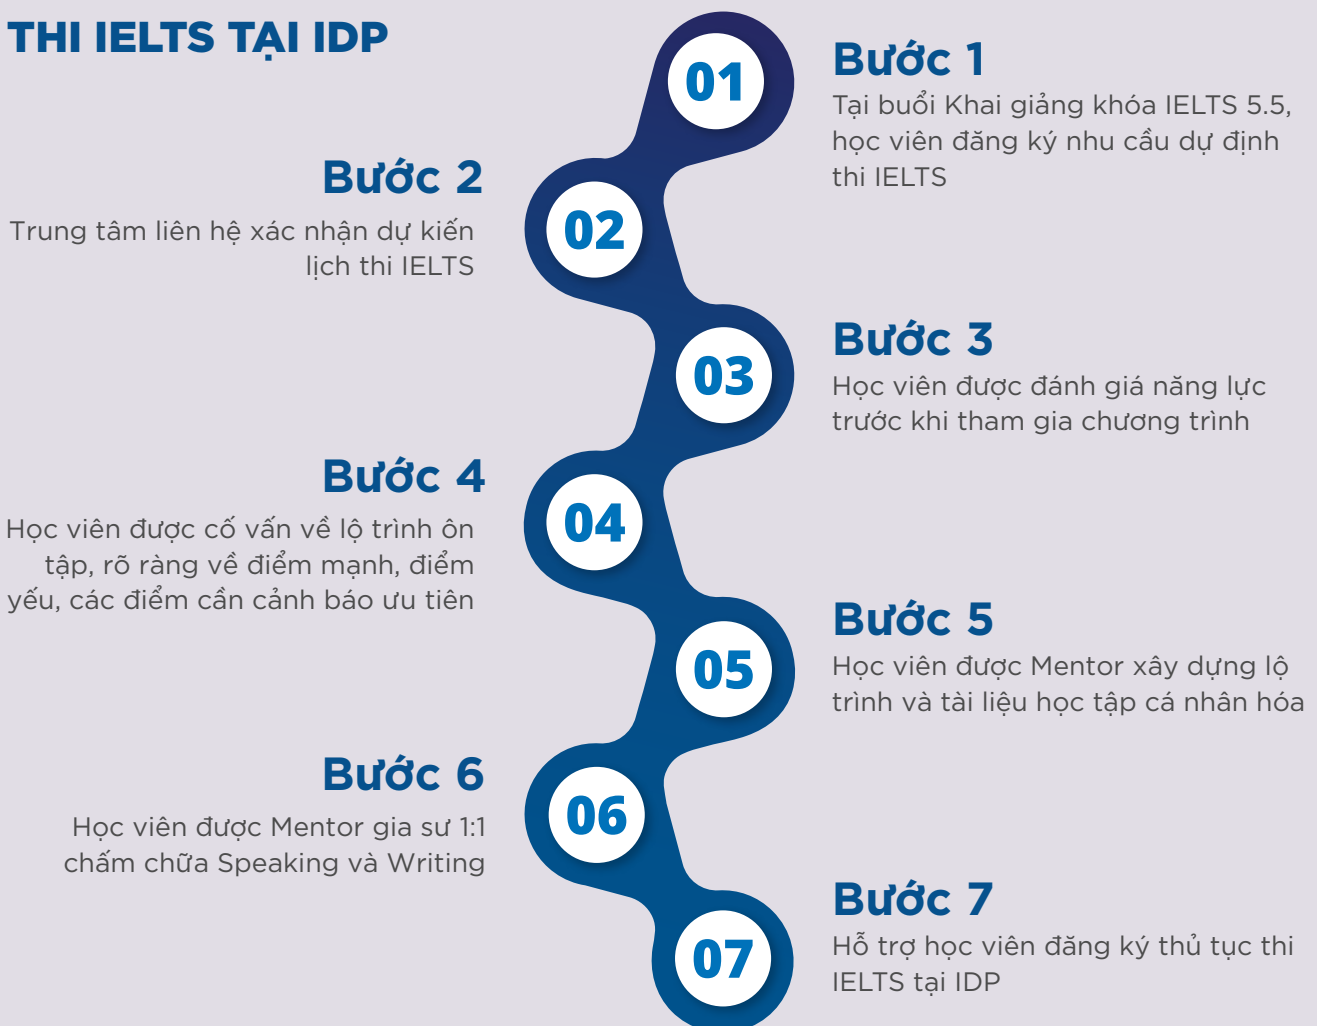 THI IELTS TẠI IDP
01
Bước 1
Tại buổi Khai giảng khóa IELTS 5.5,
học viên đăng ký nhu cầu dự định
thi IELTS
Bước 2
Trung tâm liên hệ xác nhận dự kiến
lịch thi IELTS
02
03
Bước 3
Học viên được đánh giá năng lực
trước khi tham gia chương trình
Bước 4
Học viên được cố vấn về lộ trình ôn
tập, rõ ràng về điểm mạnh, điểm
yếu, các điểm cần cảnh báo ưu tiên
04
05
Bước 5
Học viên được Mentor xây dựng lộ
trình và tài liệu học tập cá nhân hóa
Bước 6
Học viên được Mentor gia sư 1:1
chấm chữa Speaking và Writing
06
07
Bước 7
Hỗ trợ học viên đăng ký thủ tục thi
IELTS tại IDP